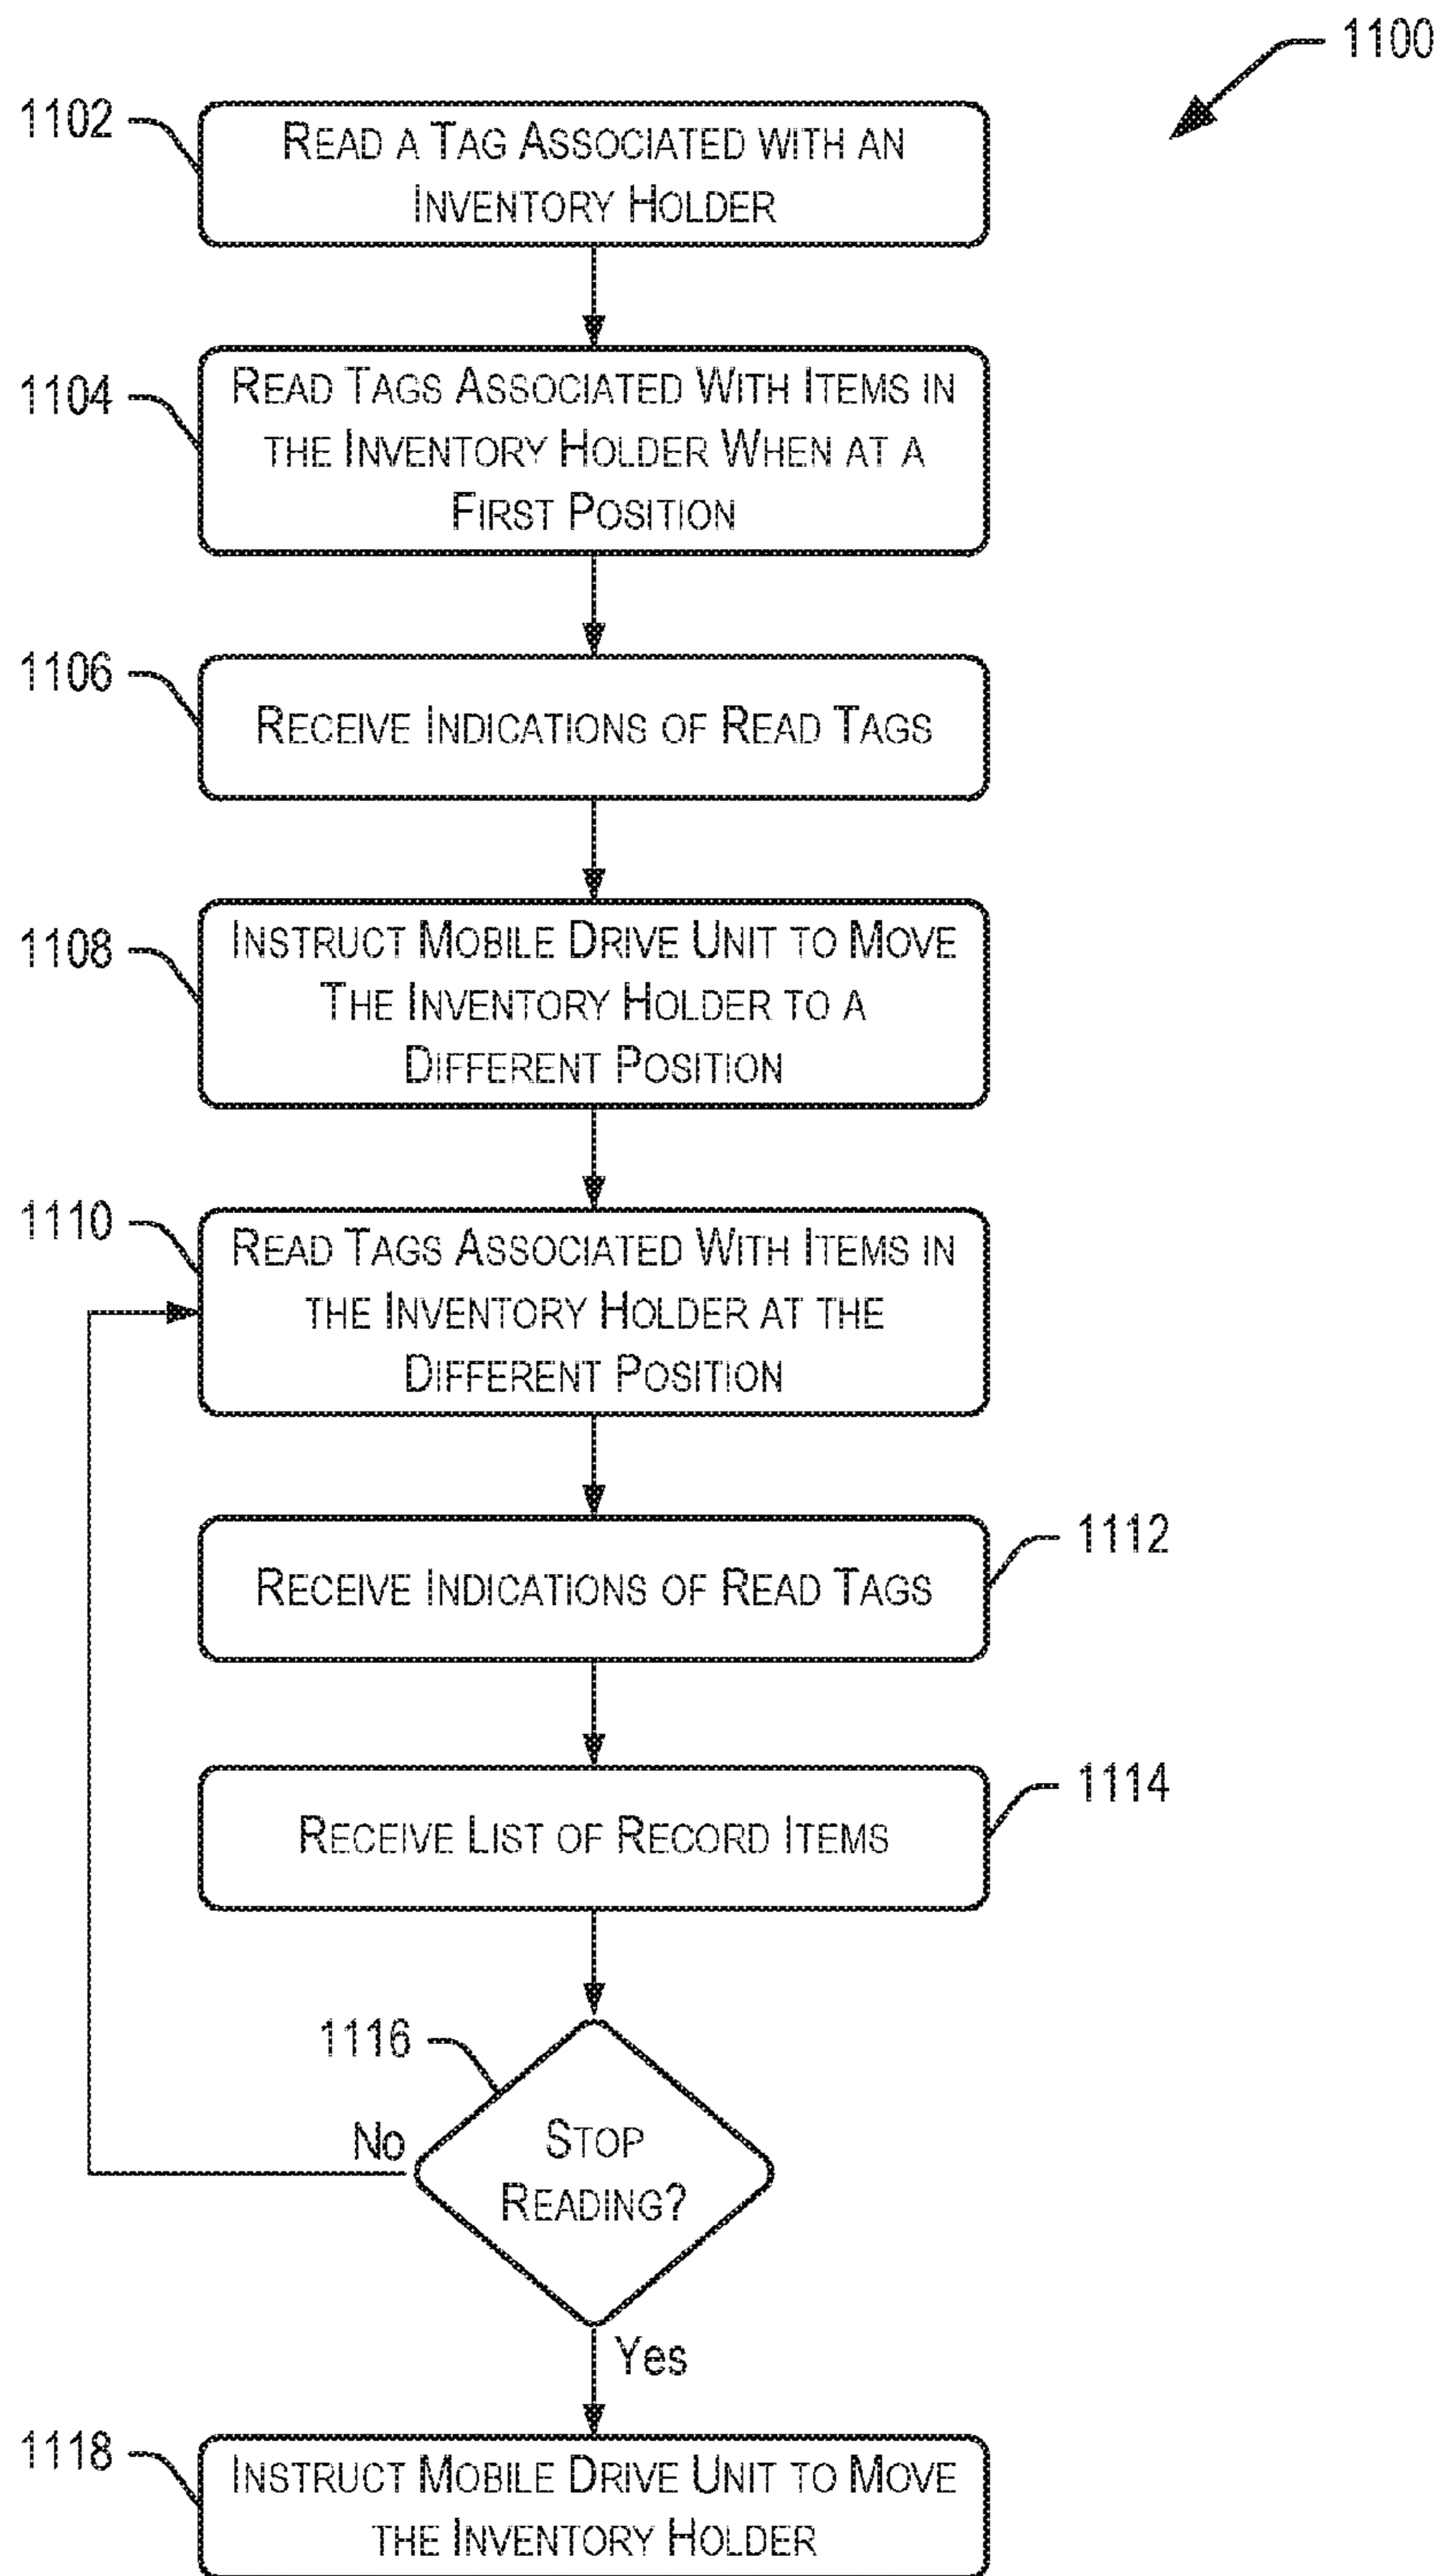 1100
1102
READ A TAG ASSOCIATED WITH AN
INVENTORY HOLDER
1104
READ TAGS ASSOCIATED WITH ITEMS IN
THE INVENTORY HOLDER WHEN AT A
FIRST POSITION
1106
RECEIVE INDICATIONS OF READ TAGS
1108
INSTRUCT MOBILE DRIVE UNIT TO MOVE
THE INVENTORY HOLDER TO A
DIFFERENT POSITION
1110
READ TAGS ASSOCIATED WITH ITEMS IN
THE INVENTORY HOLDER AT THE
DIFFERENT POSITION
1112
RECEIVE INDICATIONS OF READ TAGS
1114
RECEIVE LIST OF RECORD ITEMS
1116
No
STOP
READING?
Yes
1118
INSTRUCT MOBILE DRIVE UNIT TO MOVE
THE INVENTORY HOLDER